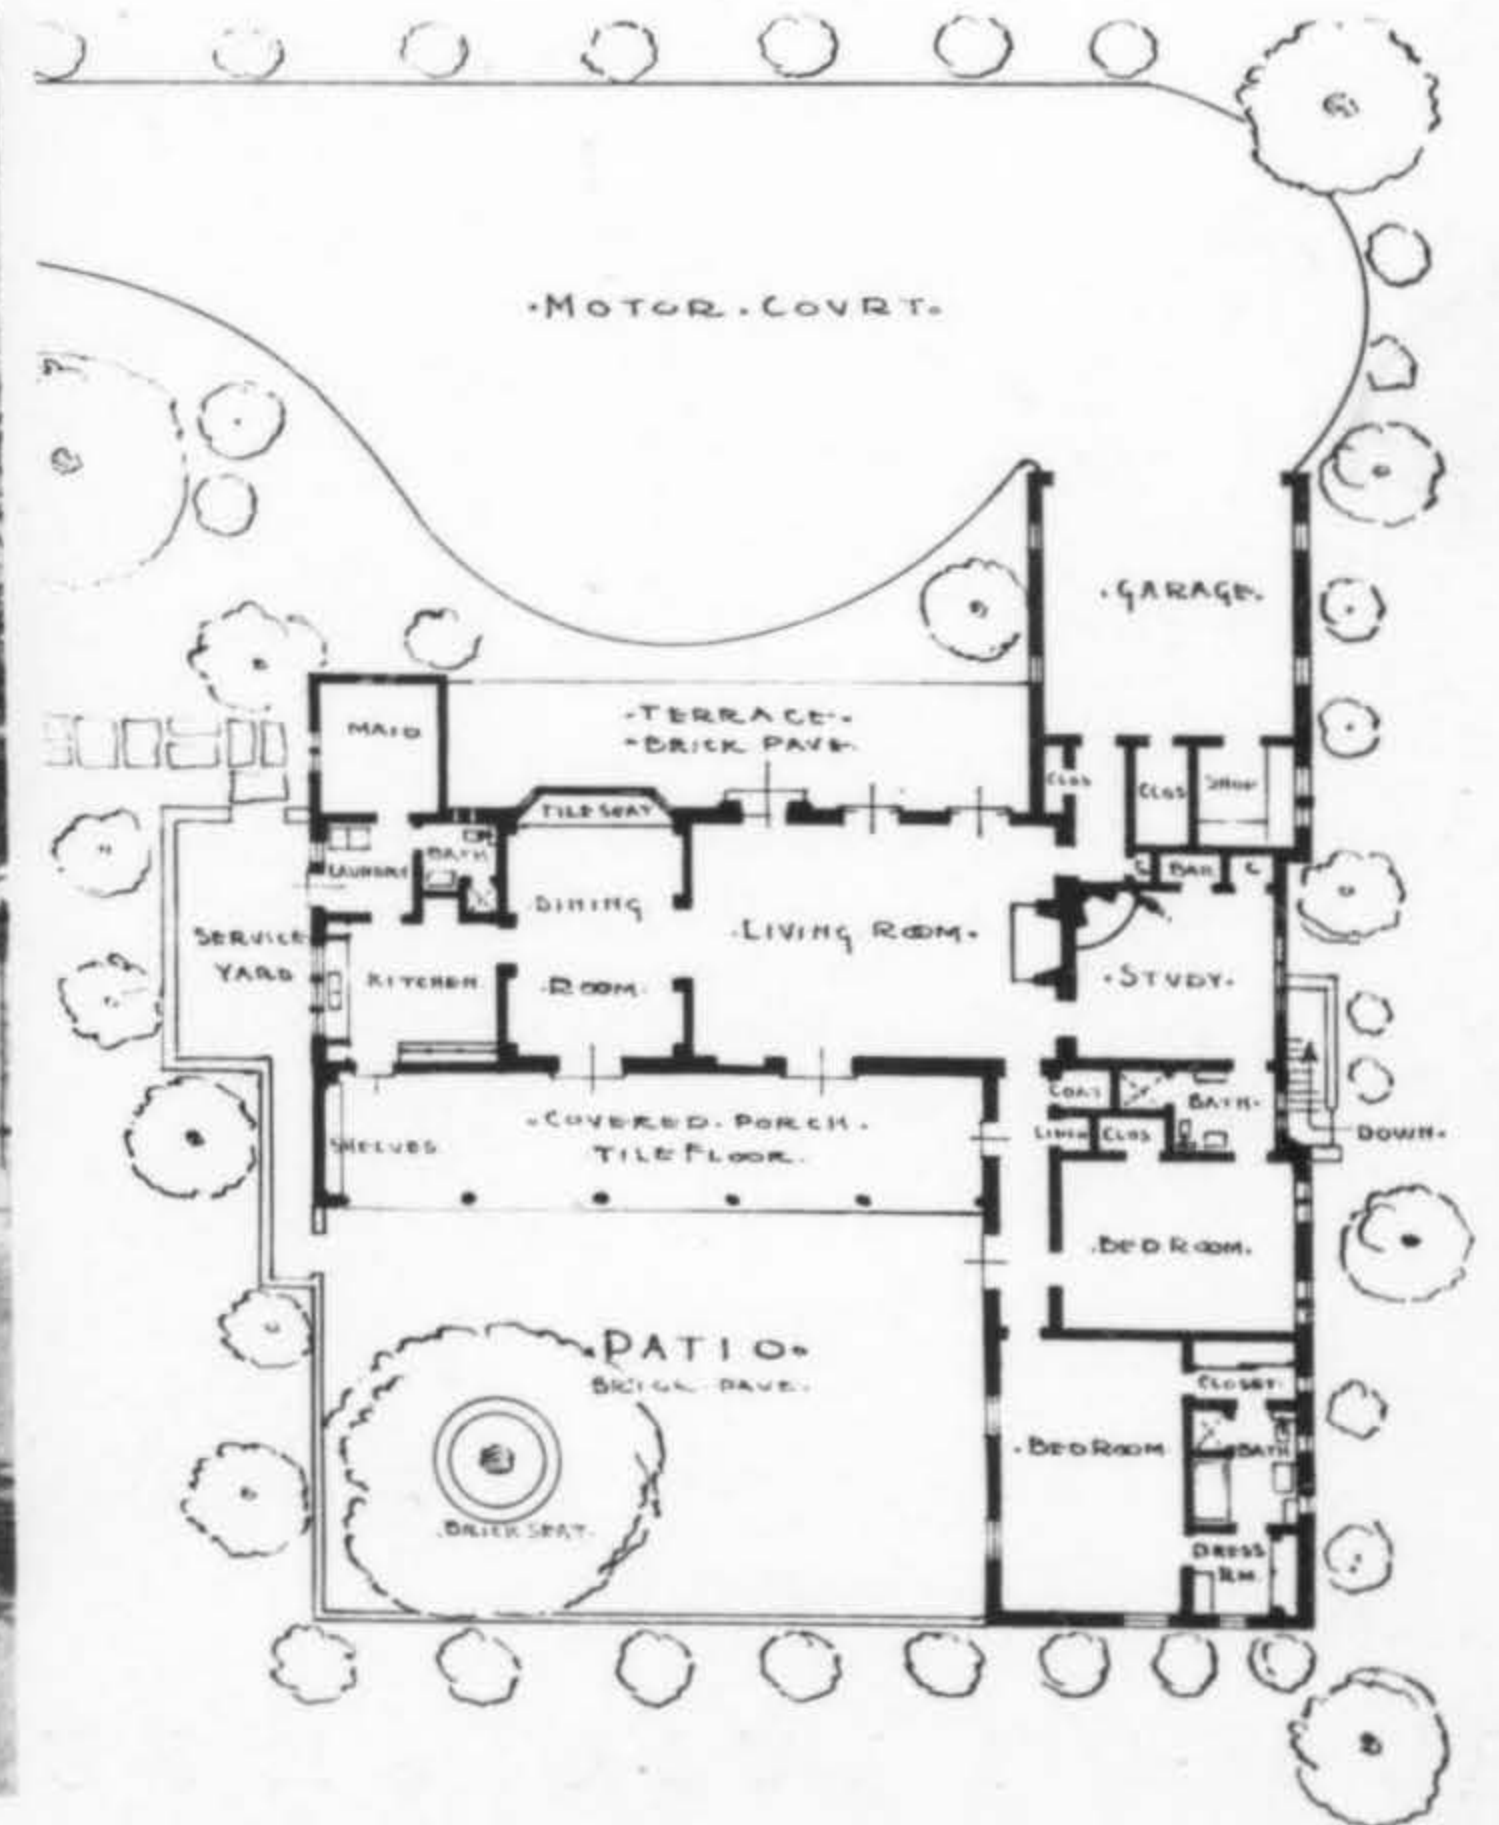 ·MOTOR·COVRT·
·GARAGE·
·TERRACE·
·BRICK PAVE·
MAID
CLOS
CLOS
SHOP
TILE SEAT
LAUNDRY
BATH
C
BAR
C
DINING
ROOM·
·LIVING ROOM·
·STVDY·
SERVICE
YARD
KITCHEN
COAT
BATH·
LINEN
CLOS
DOWN·
SHELVES
·COVERED·PORCH·
TILE FLOOR·
·BED ROOM·
·PATIO·
BRICK PAVE·
CLOSET·
·BED ROOM
BATH
·BRICK SEAT·
DRESS
RM·